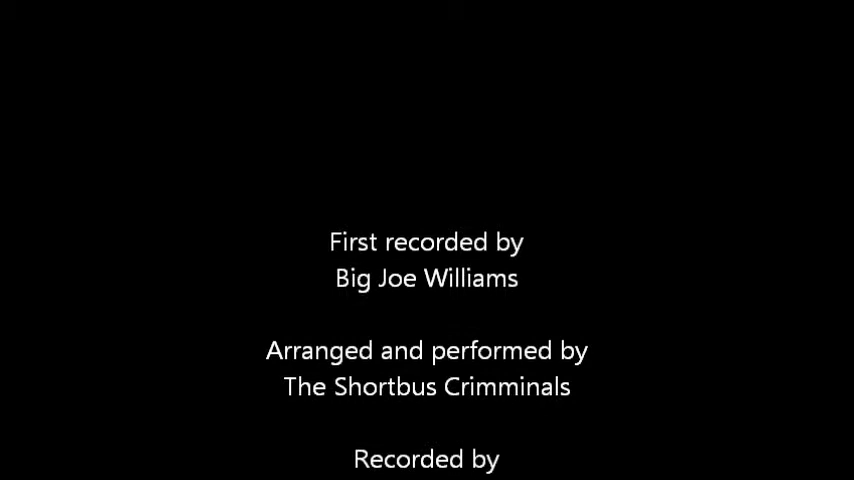 First recorded by
Big Joe Williams
Arranged and performed by
The Shortbus Crimminals
Recorded by